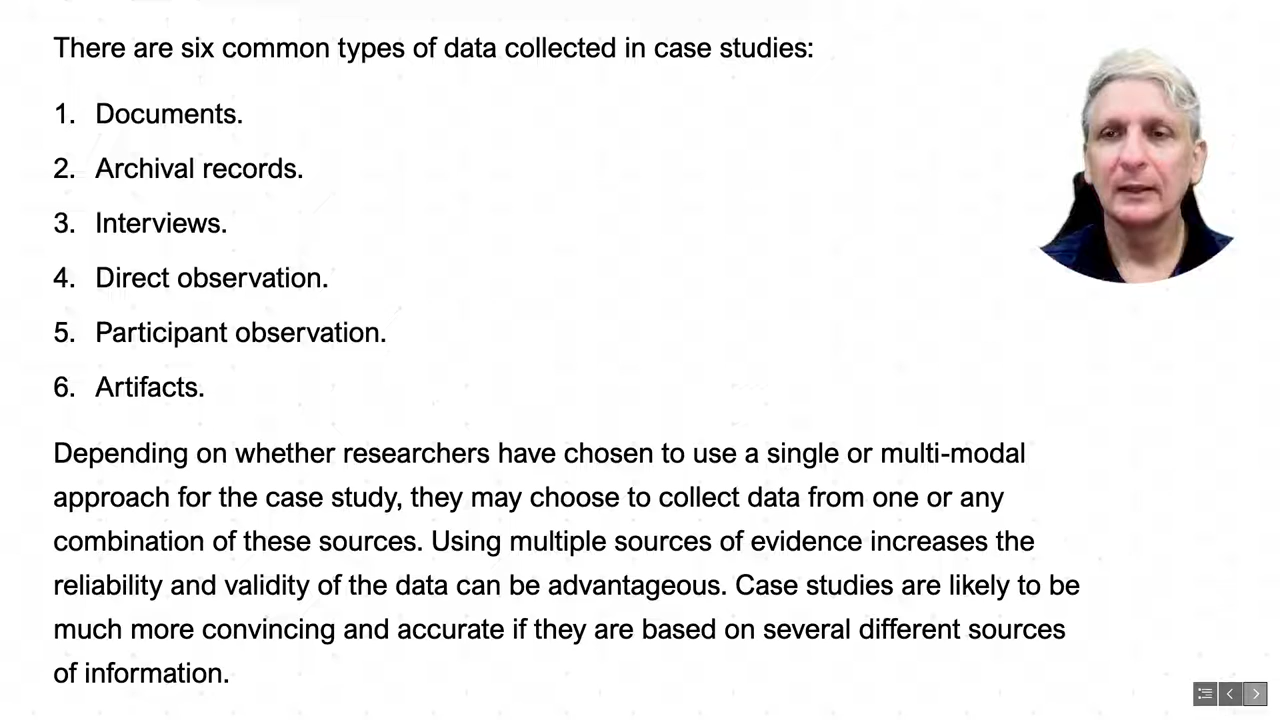 There are six common types of data collected in case studies:
1. Documents.
2. Archival records.
3. Interviews.
4. Direct observation.
5. Participant observation.
6. Artifacts.
Depending on whether researchers have chosen to use a single or multi-modal
approach for the case study, they may choose to collect data from one or any
combination of these sources. Using multiple sources of evidence increases the
reliability and validity of the data can be advantageous. Case studies are likely to be
much more convincing and accurate if they are based on several different sources
of information.